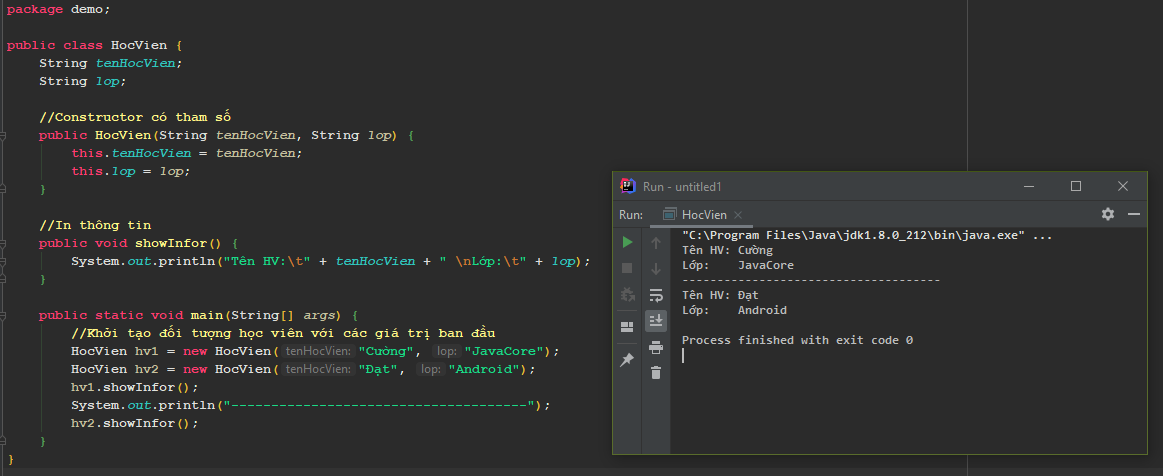 package demo;
public class HocVien {
String tenHocVien;
String lop;
//Constructor có tham số
public HocVien(String tenHocVien, String lop) {
this.tenHocVien = tenHocVien;
this.lop = lop;
}
//In thông tin
public void showInfor() {
System.out.println("Tên HV:\t" + tenHocVien + " \nLớp:\t" + lop);
}
public static void main(String[] args) {
//Khởi tạo đối tượng học viên với các giá trị ban đầu
HocVien hv1 = new HocVien( tenHocVien: "Cường", lop: "JavaCore");
HocVien hv2 = new HocVien( tenHocVien: "Đạt", lop: "Android");
hv1.showInfor();
System.out.println("-------------------------------------");
hv2.showInfor();
}
}
Run - untitled1
Run: HocVien
"C:\Program Files\Java\jdk1.8.0_212\bin\java.exe" ...
Tên HV: Cường
Lớp: JavaCore
-------------------------------------
Tên HV: Đạt
Lớp: Android
Process finished with exit code 0